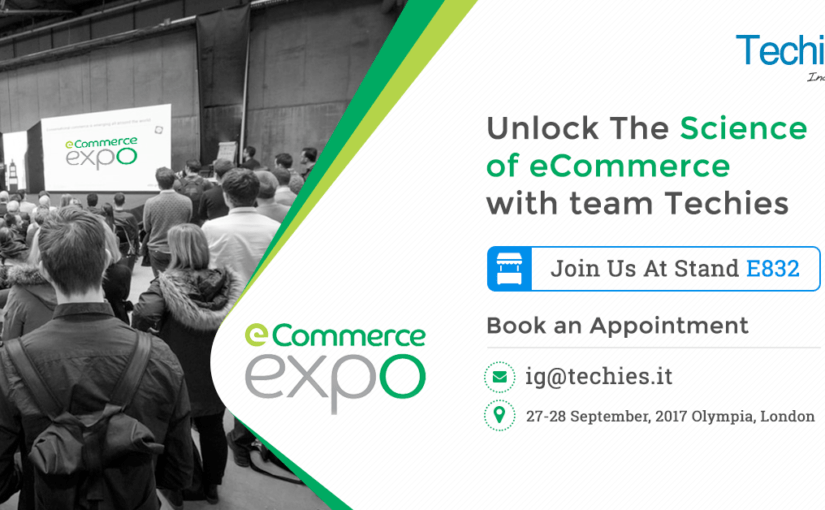 Techi
eCommerce
expo
Unlock The Science
of eCommerce
with team Techies
Join Us At Stand E832
Book an Appointment
eCommerce
expo
ig@techies.it
27-28 September, 2017 Olympia, London